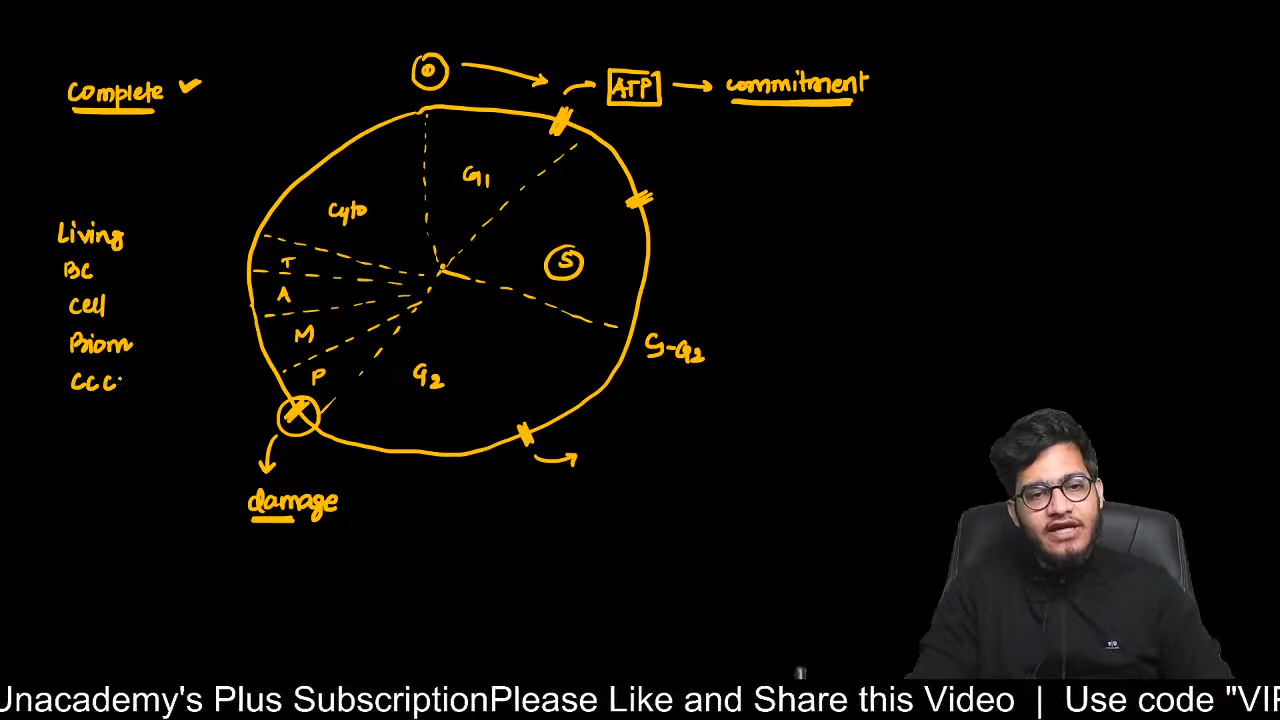 Complete
O
ATP
commitment
G1
Cyto
Living
BC
Cell
Biom
CCC
T
A
M
P
S
G2
S-G2
damage
Unacademy's Plus SubscriptionPlease Like and Share this Video | Use code "VIP